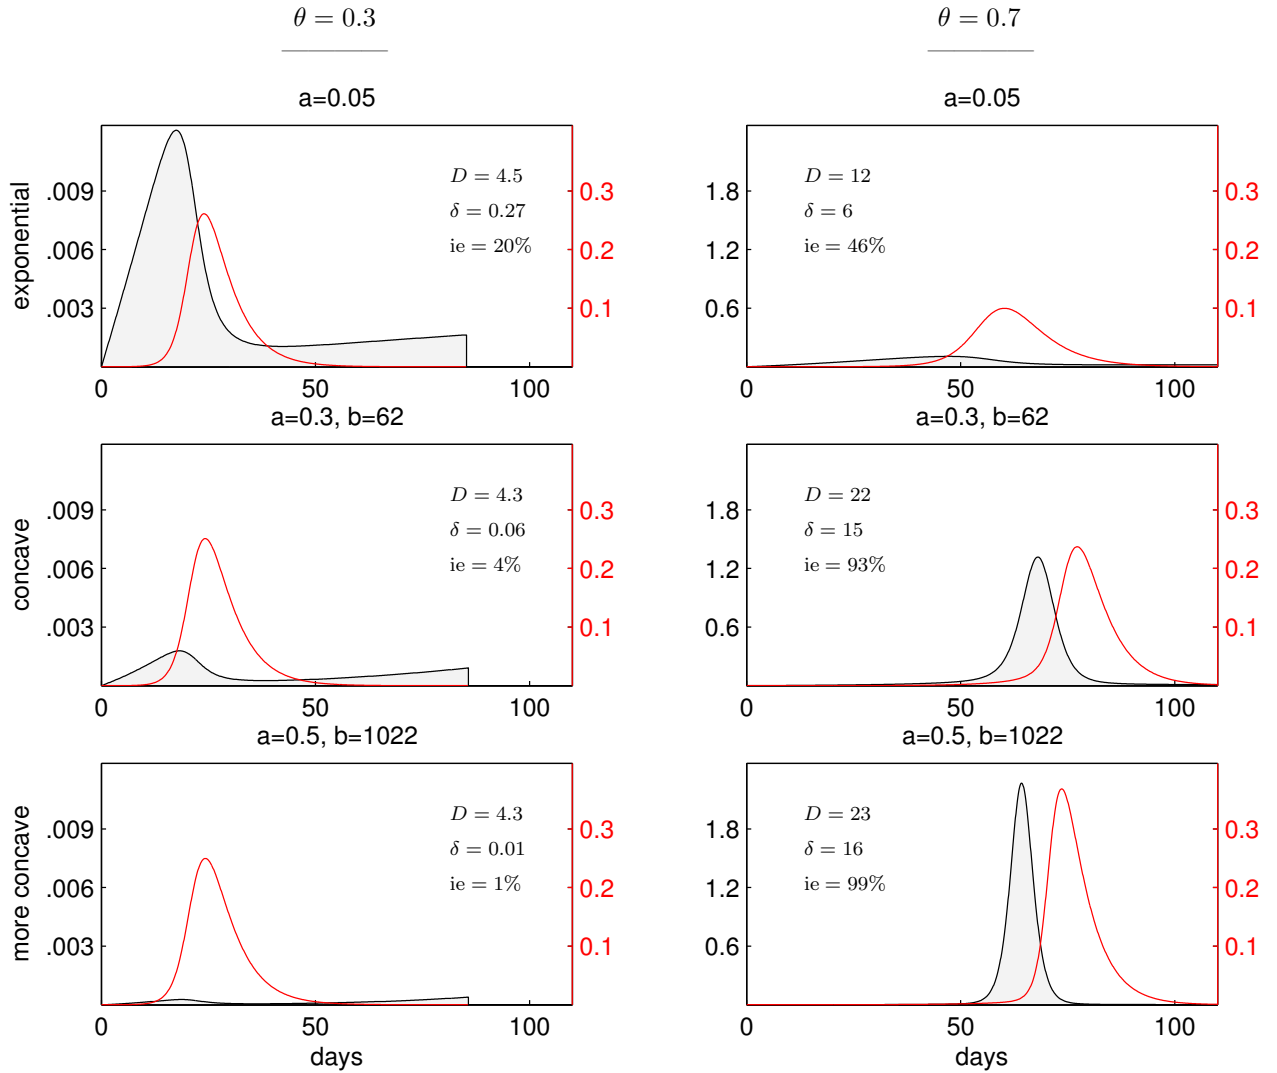 θ = 0.3
θ = 0.7
a=0.05
exponential
.009
.006
.003
D = 4.5
δ = 0.27
ie = 20%
0.3
0.2
0.1
0 50 100
a=0.05
1.8
1.2
0.6
D = 12
δ = 6
ie = 46%
0.3
0.2
0.1
0 50 100
a=0.3, b=62
concave
.009
.006
.003
D = 4.3
δ = 0.06
ie = 4%
0.3
0.2
0.1
0 50 100
a=0.3, b=62
1.8
1.2
0.6
D = 22
δ = 15
ie = 93%
0.3
0.2
0.1
0 50 100
a=0.5, b=1022
more concave
.009
.006
.003
D = 4.3
δ = 0.01
ie = 1%
0.3
0.2
0.1
0 50 100
days
a=0.5, b=1022
1.8
1.2
0.6
D = 23
δ = 16
ie = 99%
0.3
0.2
0.1
0 50 100
days